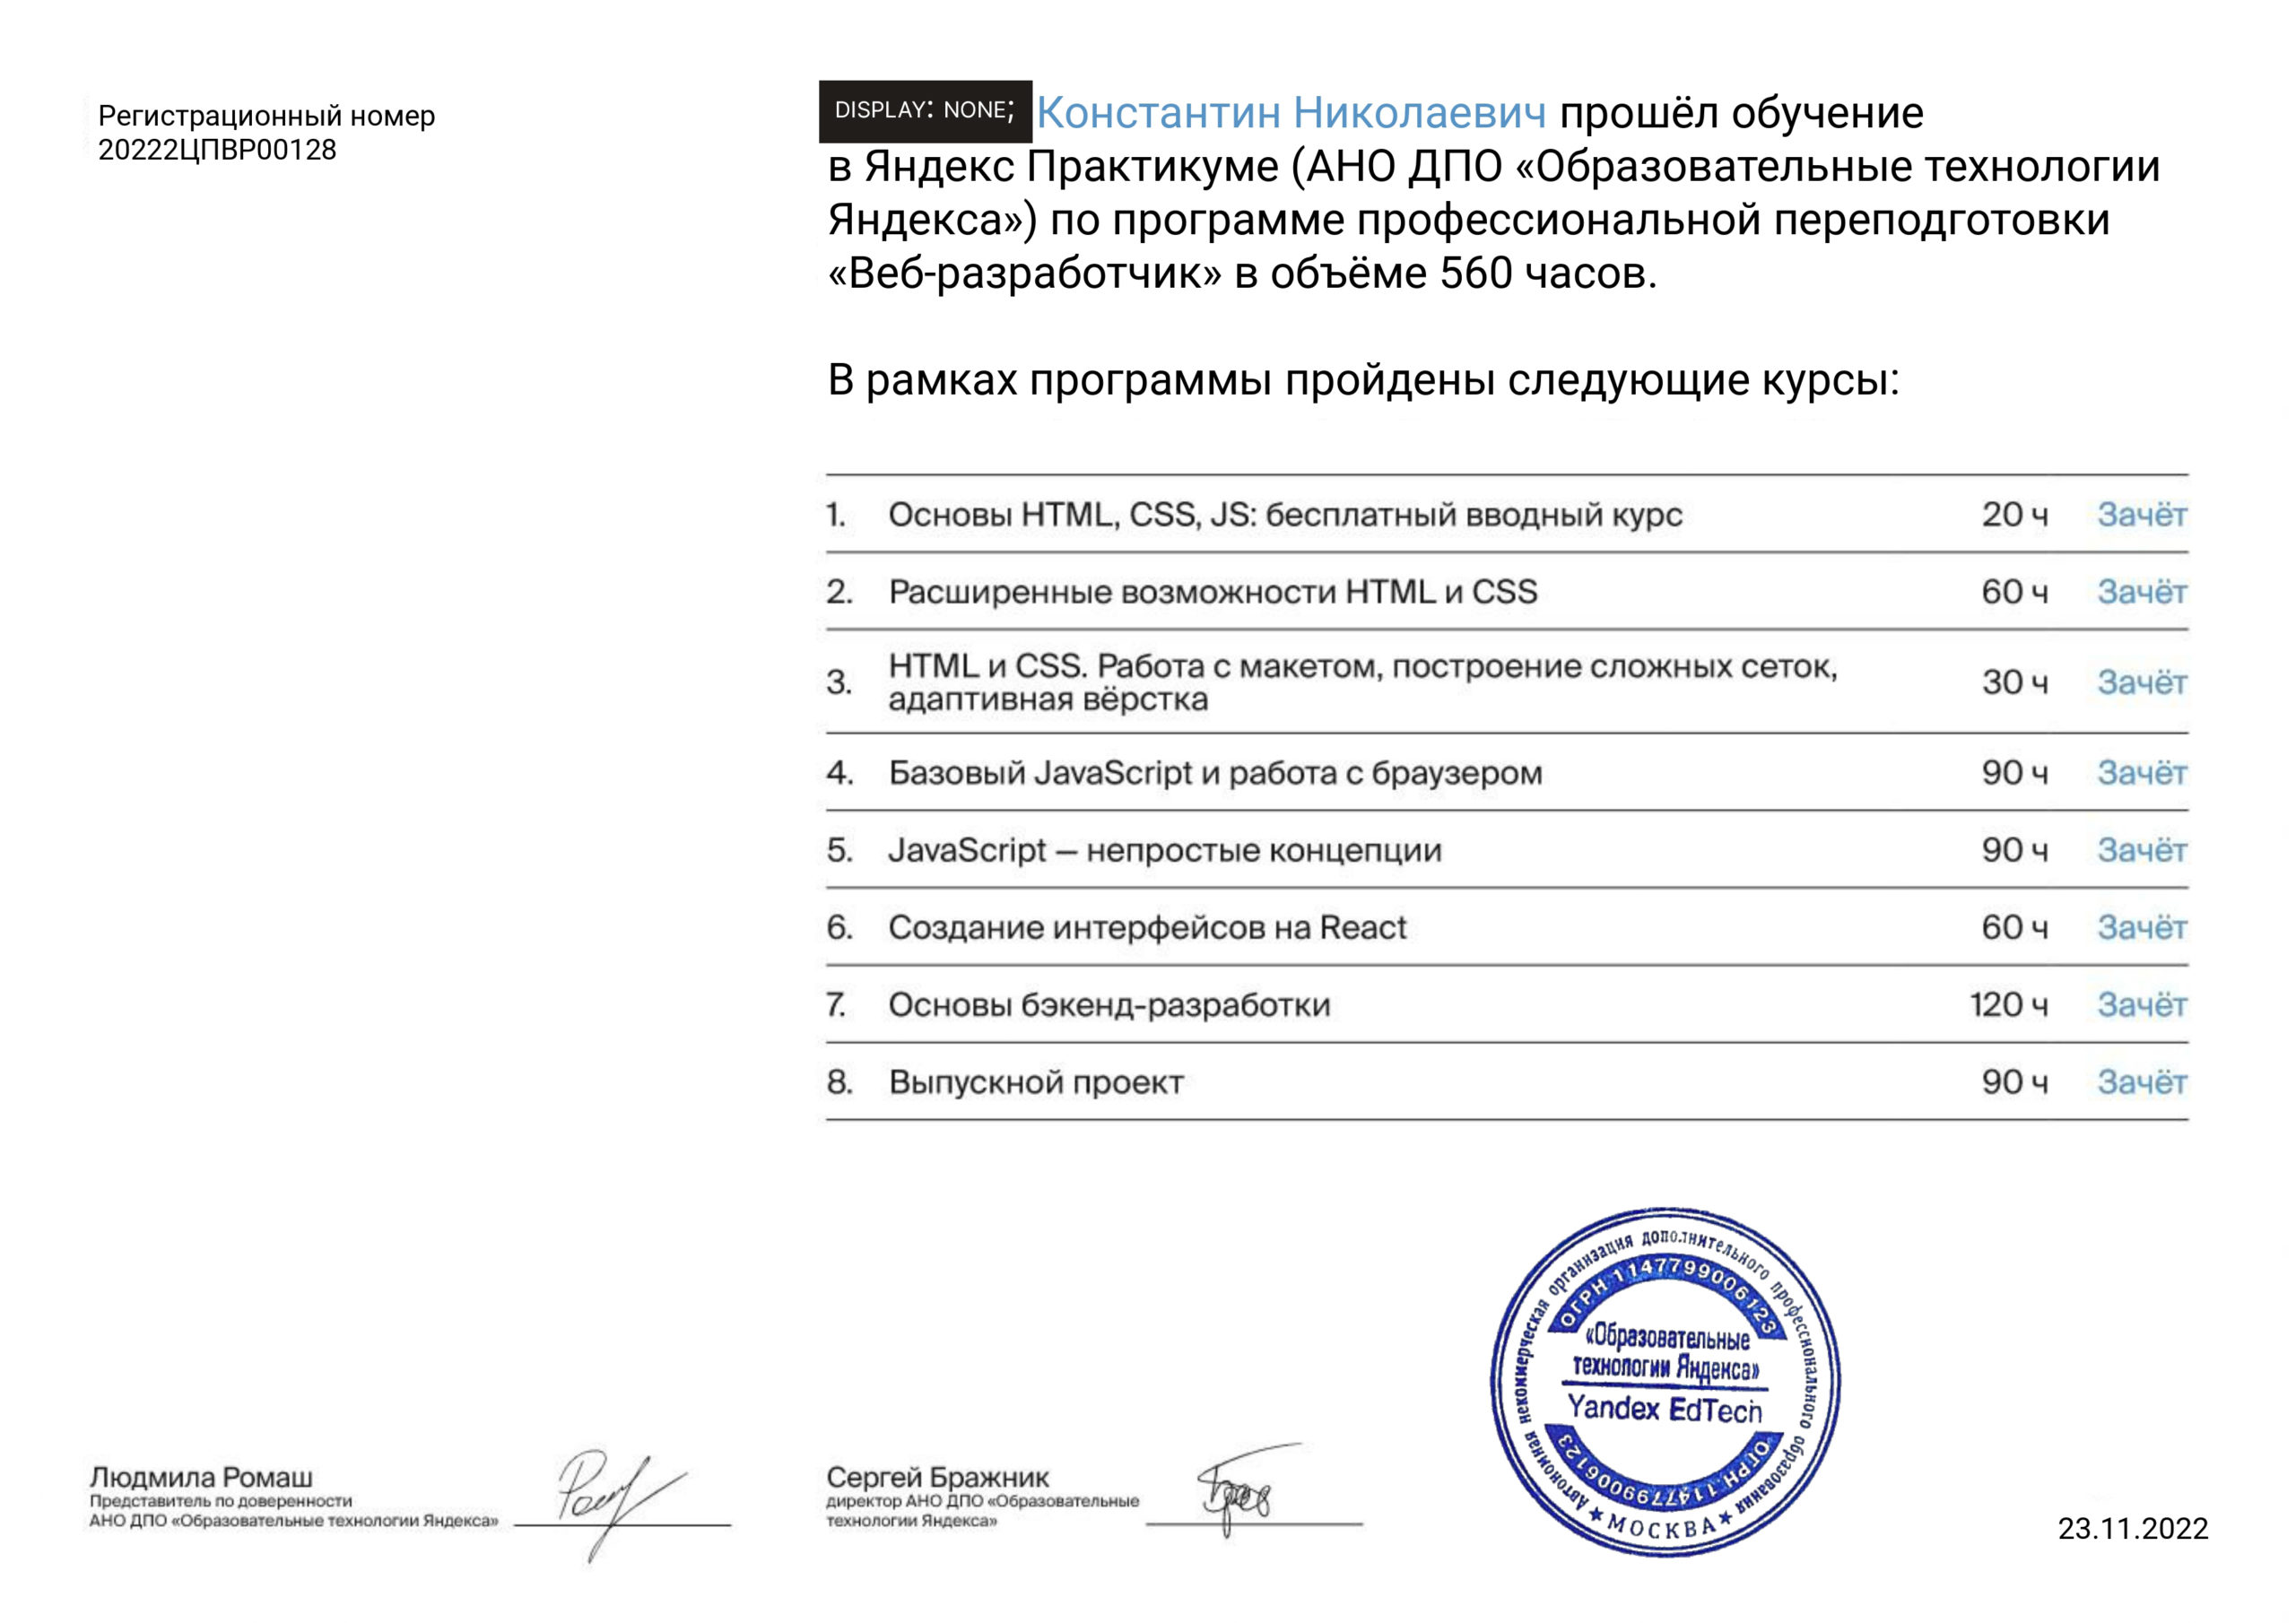 Регистрационный номер
20222ЦПВР00128
DISPLAY: NONE; Константин Николаевич прошёл обучение
в Яндекс Практикуме (АНО ДПО «Образовательные технологии
Яндекса») по программе профессиональной переподготовки
«Веб-разработчик» в объёме 560 часов.
В рамках программы пройдены следующие курсы:
1. Основы HTML, CSS, JS: бесплатный вводный курс 20 ч Зачёт
2. Расширенные возможности HTML и CSS 60 ч Зачёт
3. HTML и CSS. Работа с макетом, построение сложных сеток,
адаптивная вёрстка 30 ч Зачёт
4. Базовый JavaScript и работа с браузером 90 ч Зачёт
5. JavaScript – непростые концепции 90 ч Зачёт
6. Создание интерфейсов на React 60 ч Зачёт
7. Основы бэкенд-разработки 120 ч Зачёт
8. Выпускной проект 90 ч Зачёт
Людмила Ромаш
Представитель по доверенности
АНО ДПО «Образовательные технологии Яндекса»
Сергей Бражник
директор АНО ДПО «Образовательные
технологии Яндекса»
Автономная некоммерческая организация дополнительного профессионального образования
ОГРН 1147799006123
«Образовательные
технологии Яндекса»
Yandex EdTech
ОГРН 1147799006123
★ МОСКВА ★
23.11.2022